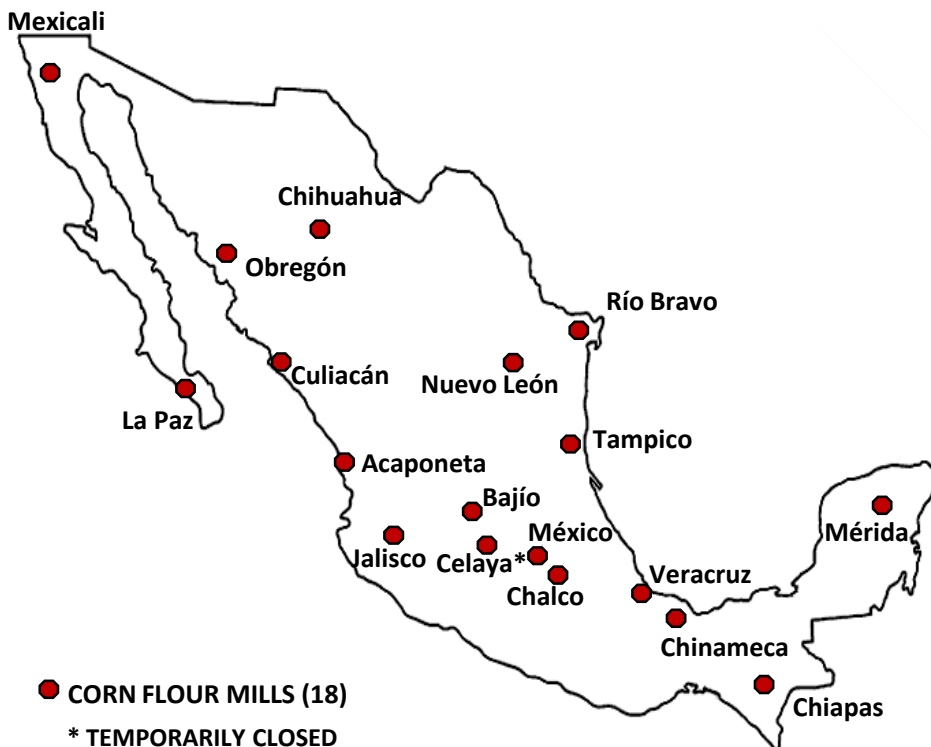 Mexicali
Chihuahua
Obregón
Río Bravo
Culiacán
Nuevo León
La Paz
Tampico
Acaponeta
Bajío
México
Mérida
Jalisco
Celaya*
Chalco
Veracruz
Chinameca
Chiapas
CORN FLOUR MILLS (18)
* TEMPORARILY CLOSED